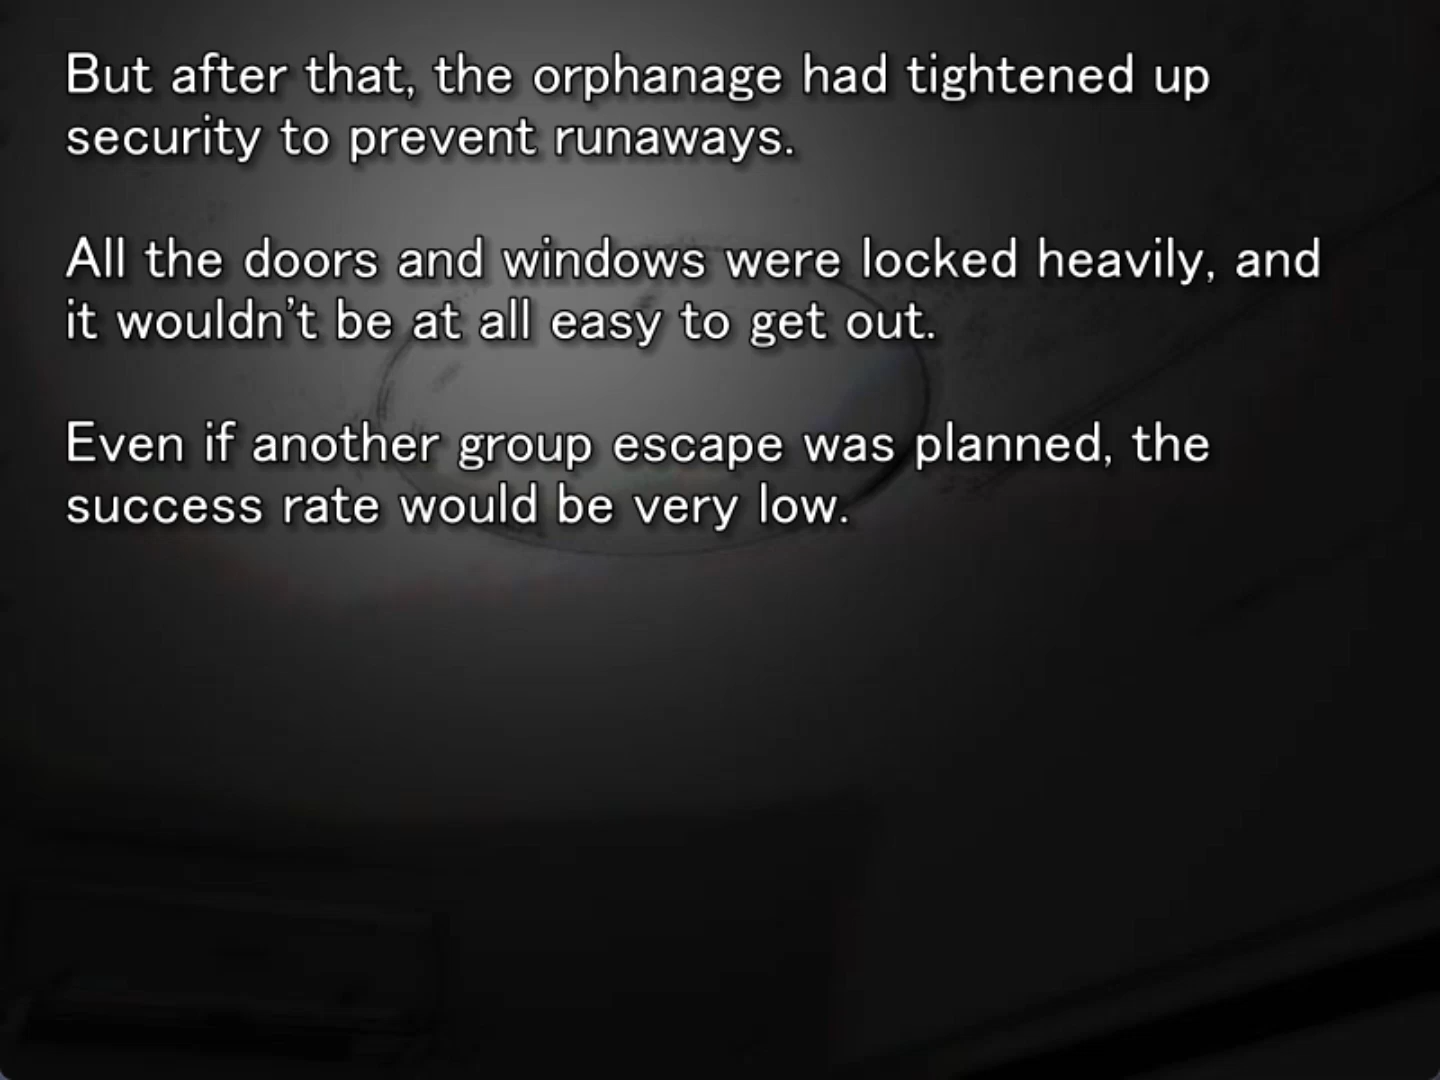 But after that, the orphanage had tightened up
security to prevent runaways.
All the doors and windows were locked heavily, and
it wouldn't be at all easy to get out.
Even if another group escape was planned, the
success rate would be very low.